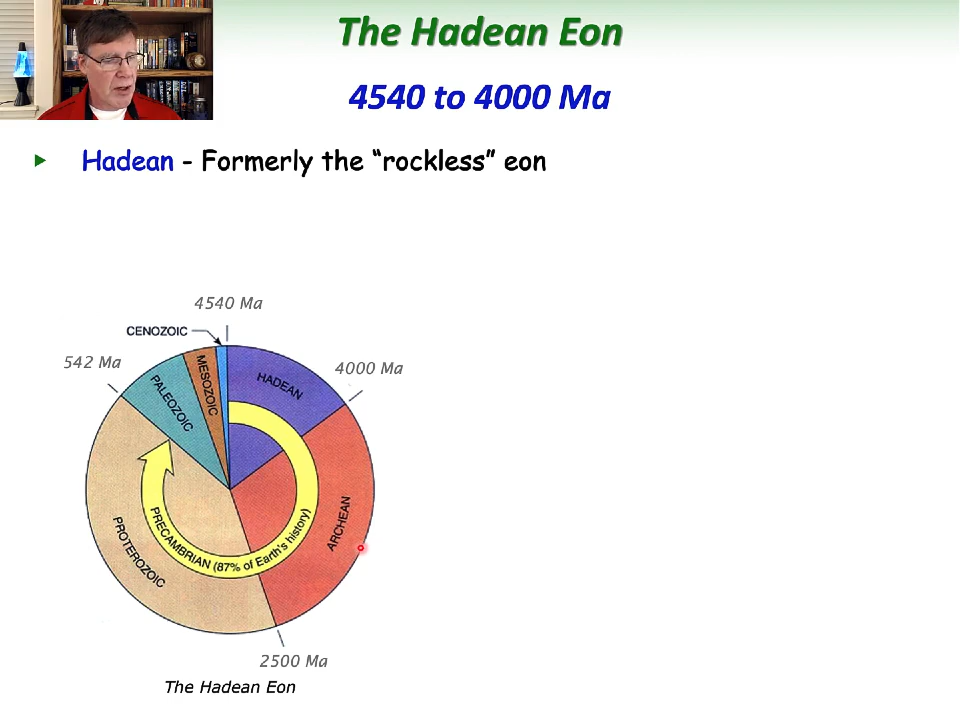 The Hadean Eon
4540 to 4000 Ma
Hadean - Formerly the “rockless” eon
4540 Ma
CENOZOIC
542 Ma
4000 Ma
MESOZOIC
HADEAN
PALEOZOIC
ARCHEAN
PRECAMBRIAN (87% of Earth's history)
PROTEROZOIC
2500 Ma
The Hadean Eon